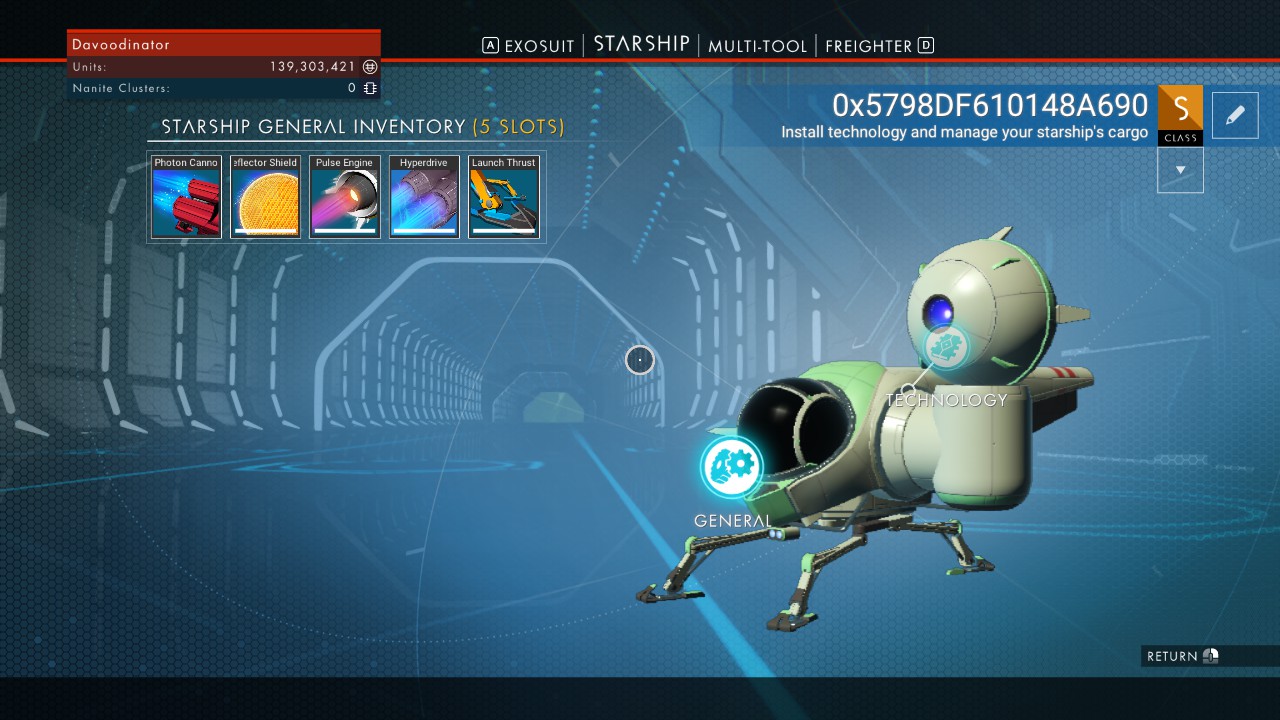 Davoodinator
Units: 139,303,421
Nanite Clusters: 0
A EXOSUIT STARSHIP MULTI-TOOL FREIGHTER D
0x5798DF610148A690
Install technology and manage your starship's cargo
S
CLASS
STARSHIP GENERAL INVENTORY (5 SLOTS)
Photon Canno eflector Shield Pulse Engine Hyperdrive Launch Thrust
TECHNOLOGY
GENERAL
RETURN